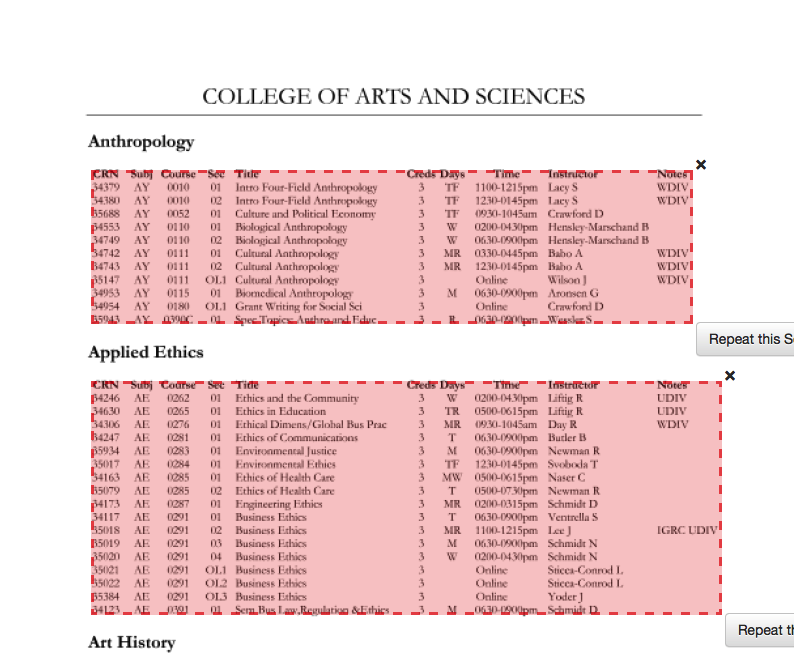 COLLEGE OF ARTS AND SCIENCES
Anthropology
CRN Subj Course Sec Title Creds Days Time Instructor Notes
34379 AY 0010 01 Intro Four-Field Anthropology 3 TF 1100-1215pm Lacy S WDIV
34380 AY 0010 02 Intro Four-Field Anthropology 3 TF 1230-0145pm Lacy S WDIV
35688 AY 0052 01 Culture and Political Economy 3 TF 0930-1045am Crawford D
34553 AY 0110 01 Biological Anthropology 3 W 0200-0430pm Hensley-Marschand B
34749 AY 0110 02 Biological Anthropology 3 W 0630-0900pm Hensley-Marschand B
34742 AY 0111 01 Cultural Anthropology 3 MR 0330-0445pm Babo A WDIV
34743 AY 0111 02 Cultural Anthropology 3 MR 1230-0145pm Babo A WDIV
35147 AY 0111 OL1 Cultural Anthropology 3 Online Wilson J WDIV
34953 AY 0115 01 Biomedical Anthropology 3 M 0630-0900pm Aronsen G
34954 AY 0180 OL1 Grant Writing for Social Sci 3 Online Crawford D
35943 AY 0390C 01 Spec Topics: Anthro and Educ 3 R 0630-0900pm Wessler S
Repeat this S
Applied Ethics
CRN Subj Course Sec Title Creds Days Time Instructor Notes
34246 AE 0262 01 Ethics and the Community 3 W 0200-0430pm Liftig R UDIV
34630 AE 0265 01 Ethics in Education 3 TR 0500-0615pm Liftig R UDIV
34306 AE 0276 01 Ethical Dimens/Global Bus Prac 3 MR 0930-1045am Day R WDIV
34247 AE 0281 01 Ethics of Communications 3 T 0630-0900pm Butler B
35934 AE 0283 01 Environmental Justice 3 M 0630-0900pm Newman R
35017 AE 0284 01 Environmental Ethics 3 TF 1230-0145pm Svoboda T
34163 AE 0285 01 Ethics of Health Care 3 MW 0500-0615pm Naser C
35079 AE 0285 02 Ethics of Health Care 3 T 0500-0730pm Newman R
34173 AE 0287 01 Engineering Ethics 3 MR 0200-0315pm Schmidt D
34117 AE 0291 01 Business Ethics 3 T 0630-0900pm Ventrella S
35018 AE 0291 02 Business Ethics 3 MR 1100-1215pm Lee J IGRC UDIV
35019 AE 0291 03 Business Ethics 3 M 0630-0900pm Schmidt N
35020 AE 0291 04 Business Ethics 3 W 0200-0430pm Schmidt N
35021 AE 0291 OL1 Business Ethics 3 Online Sticca-Conrod L
35022 AE 0291 OL2 Business Ethics 3 Online Sticca-Conrod L
35384 AE 0291 OL3 Business Ethics 3 Online Yoder J
34123 AE 0391 01 Sem Bus Law,Regulation &Ethics 3 M 0630-0900pm Schmidt D
Repeat th
Art History